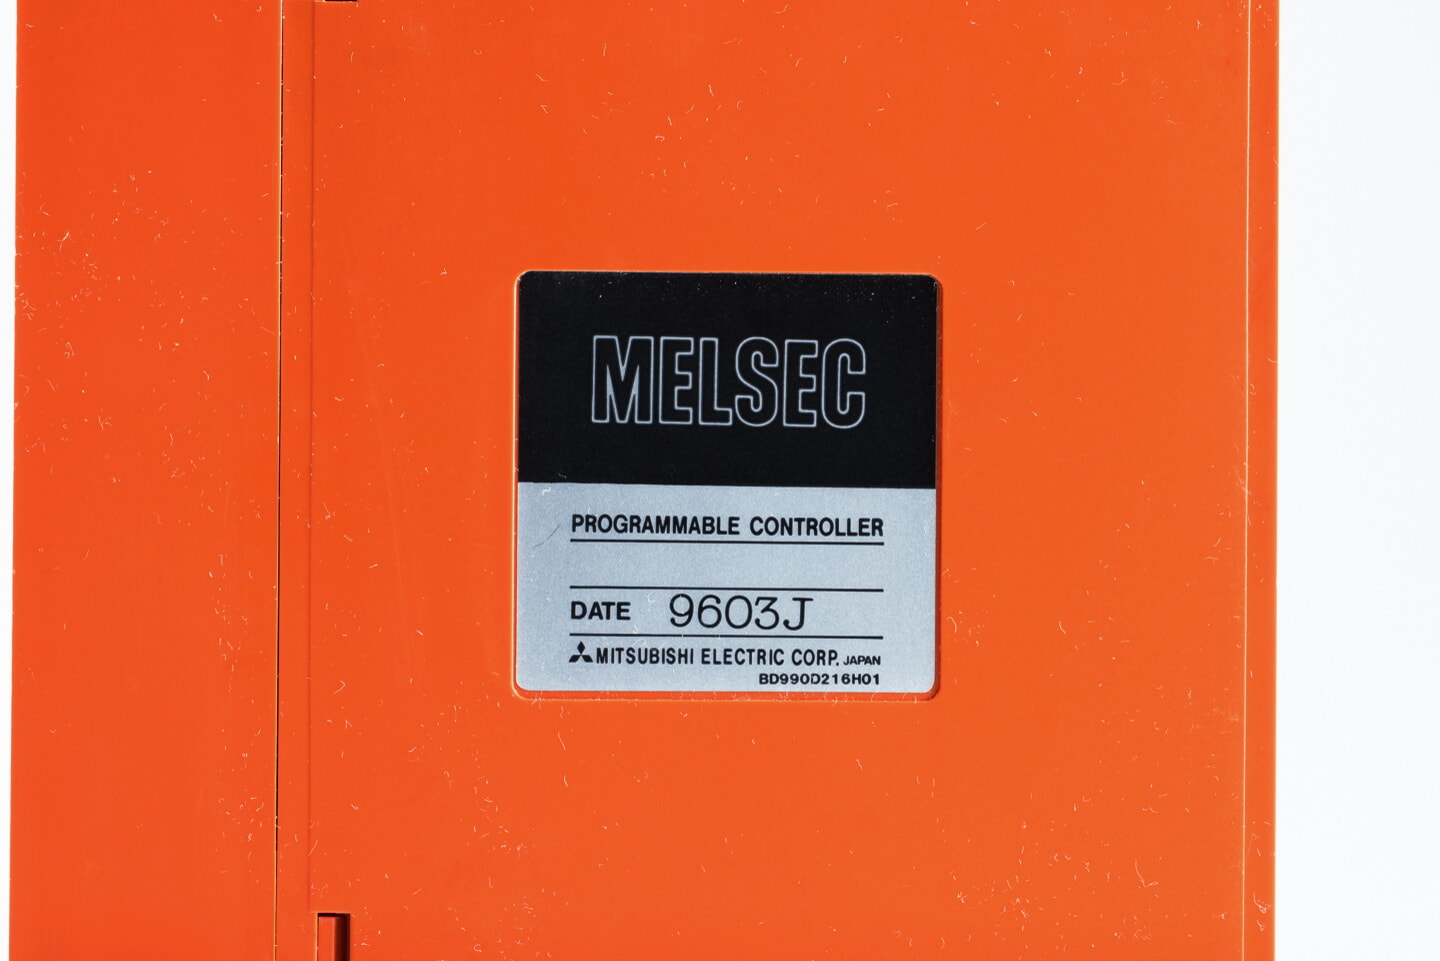 MELSEC
PROGRAMMABLE CONTROLLER
DATE 9603J
MITSUBISHI ELECTRIC CORP. JAPAN
BD990D216H01